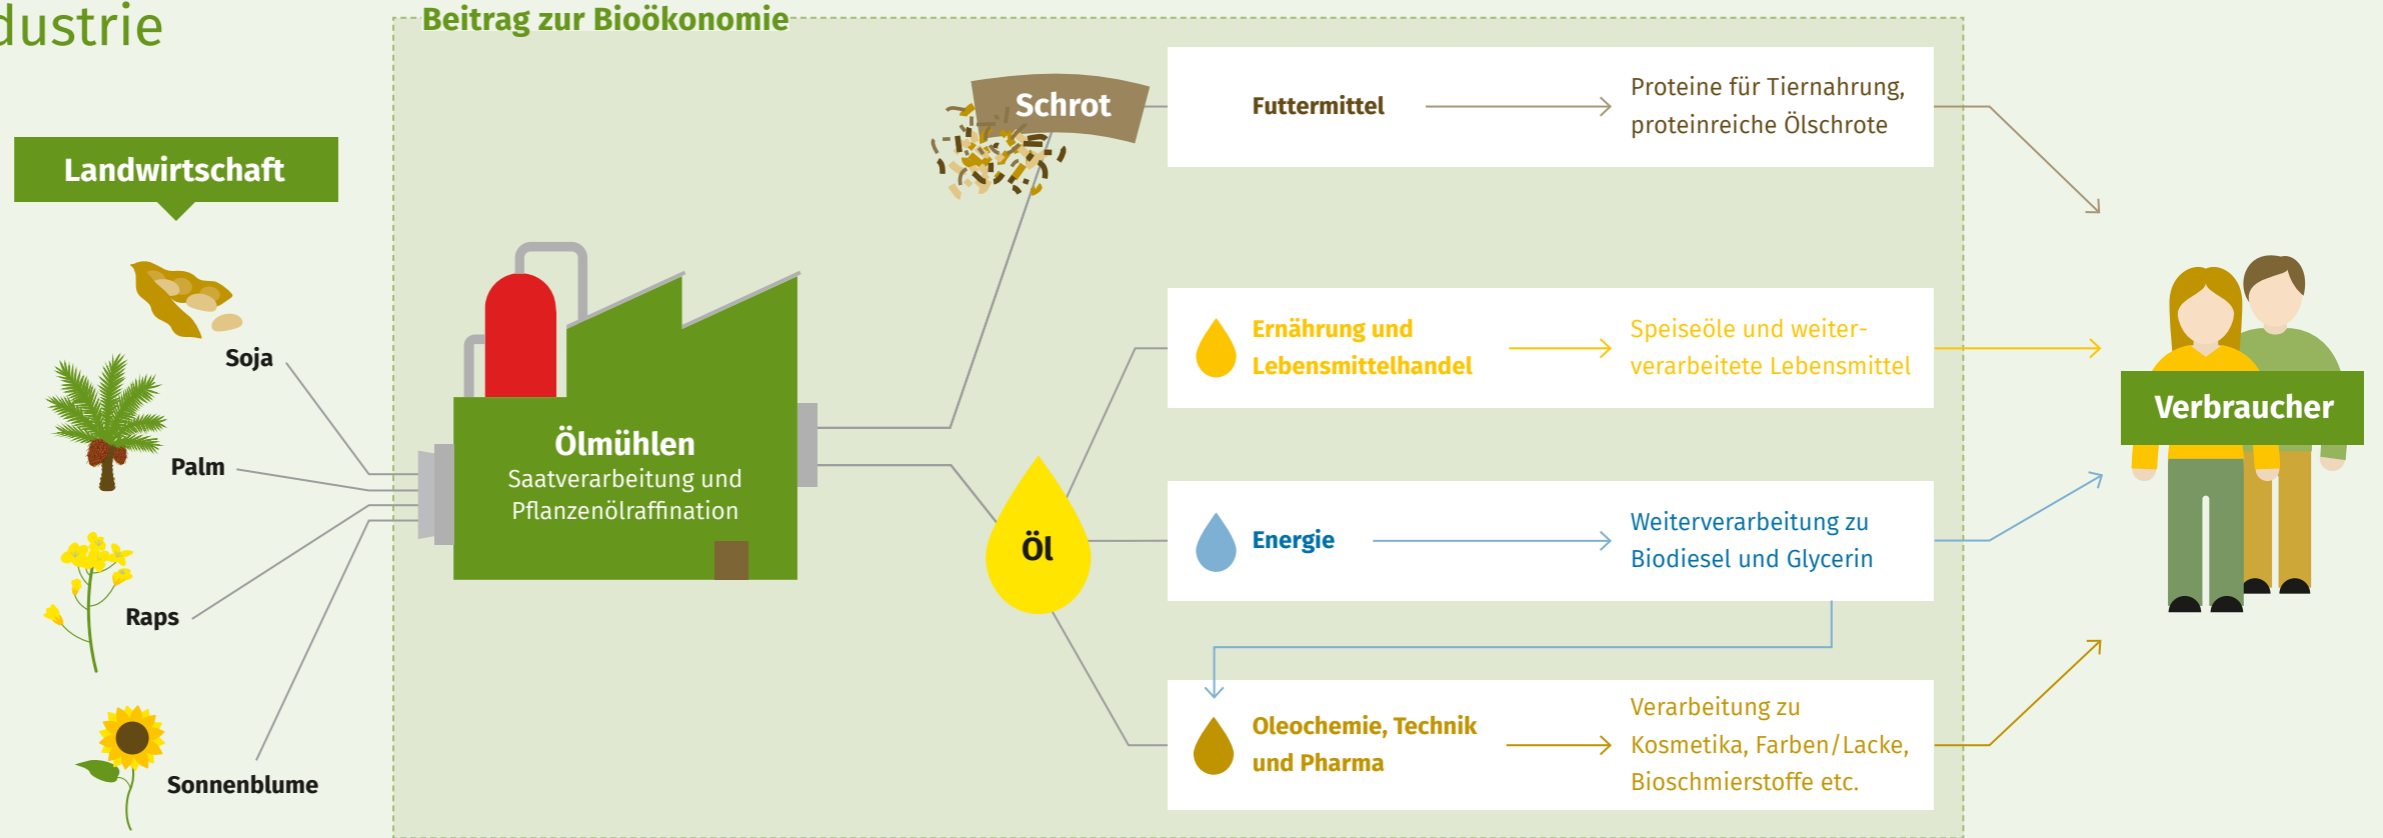 dustrie
Beitrag zur Bioökonomie
Landwirtschaft
Soja
Palm
Raps
Sonnenblume
Ölmühlen
Saatverarbeitung und
Pflanzenölraffination
Schrot
Öl
Futtermittel
Proteine für Tiernahrung,
proteinreiche Ölschrote
Ernährung und
Lebensmittelhandel
Speiseöle und weiter-
verarbeitete Lebensmittel
Energie
Weiterverarbeitung zu
Biodiesel und Glycerin
Oleochemie, Technik
und Pharma
Verarbeitung zu
Kosmetika, Farben/Lacke,
Bioschmierstoffe etc.
Verbraucher